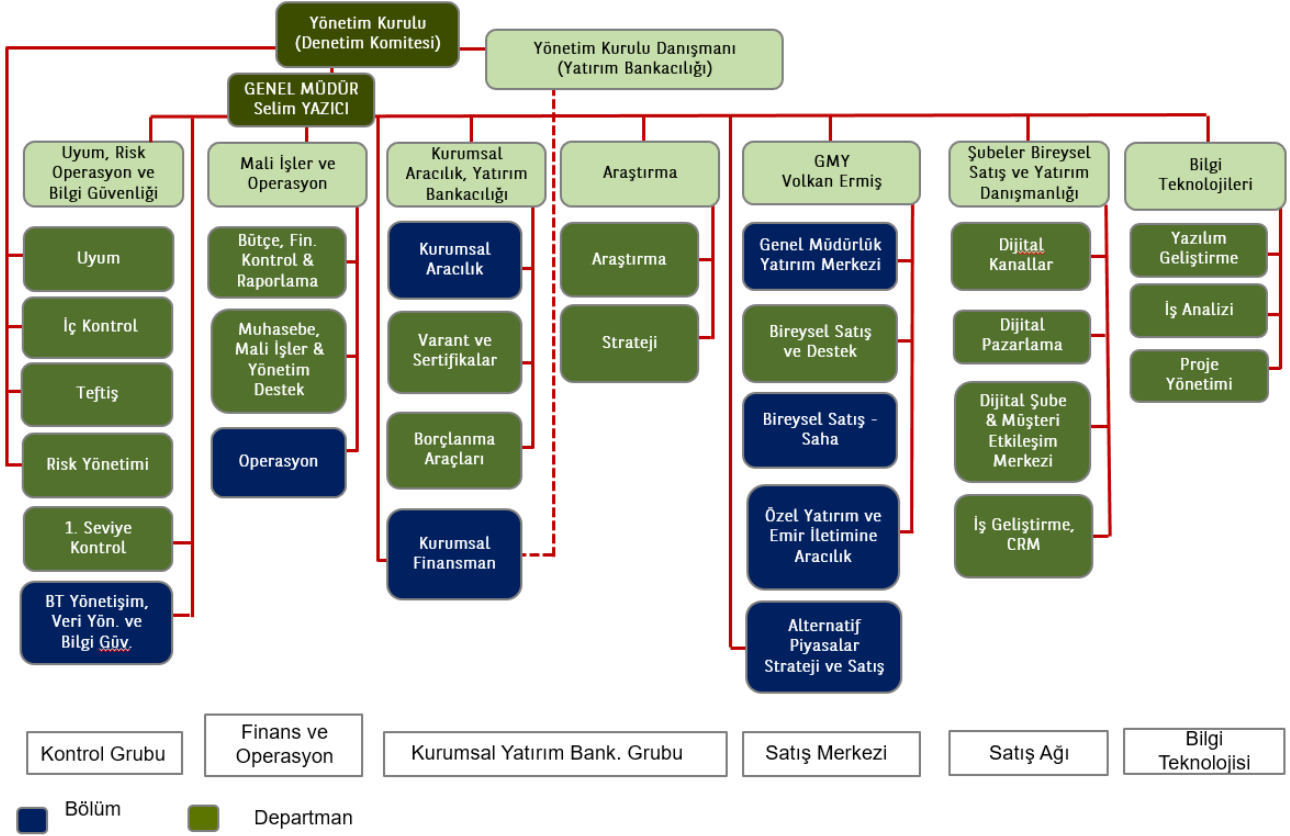 Yönetim Kurulu
(Denetim Komitesi)
Yönetim Kurulu Danışmanı
(Yatırım Bankacılığı)
GENEL MÜDÜR
Selim YAZICI
Uyum, Risk
Operasyon ve
Bilgi Güvenliği
Mali İşler ve
Operasyon
Kurumsal
Aracılık, Yatırım
Bankacılığı
Araştırma
GMY
Volkan Ermiş
Şubeler Bireysel
Satış ve Yatırım
Danışmanlığı
Bilgi
Teknolojileri
Uyum
İç Kontrol
Teftiş
Risk Yönetimi
1. Seviye
Kontrol
BT Yönetişim,
Veri Yön. ve
Bilgi Güv.
Bütçe, Fin.
Kontrol &
Raporlama
Muhasebe,
Mali İşler &
Yönetim
Destek
Operasyon
Kurumsal
Aracılık
Varant ve
Sertifikalar
Borçlanma
Araçları
Kurumsal
Finansman
Araştırma
Strateji
Genel Müdürlük
Yatırım Merkezi
Bireysel Satış
ve Destek
Bireysel Satış -
Saha
Özel Yatırım ve
Emir İletimine
Aracılık
Alternatif
Piyasalar
Strateji ve Satış
Dijital
Kanallar
Dijital
Pazarlama
Dijital Şube
& Müşteri
Etkileşim
Merkezi
İş Geliştirme,
CRM
Yazılım
Geliştirme
İş Analizi
Proje
Yönetimi
Kontrol Grubu
Finans ve
Operasyon
Kurumsal Yatırım Bank. Grubu
Satış Merkezi
Satış Ağı
Bilgi
Teknolojisi
Bölüm
Departman